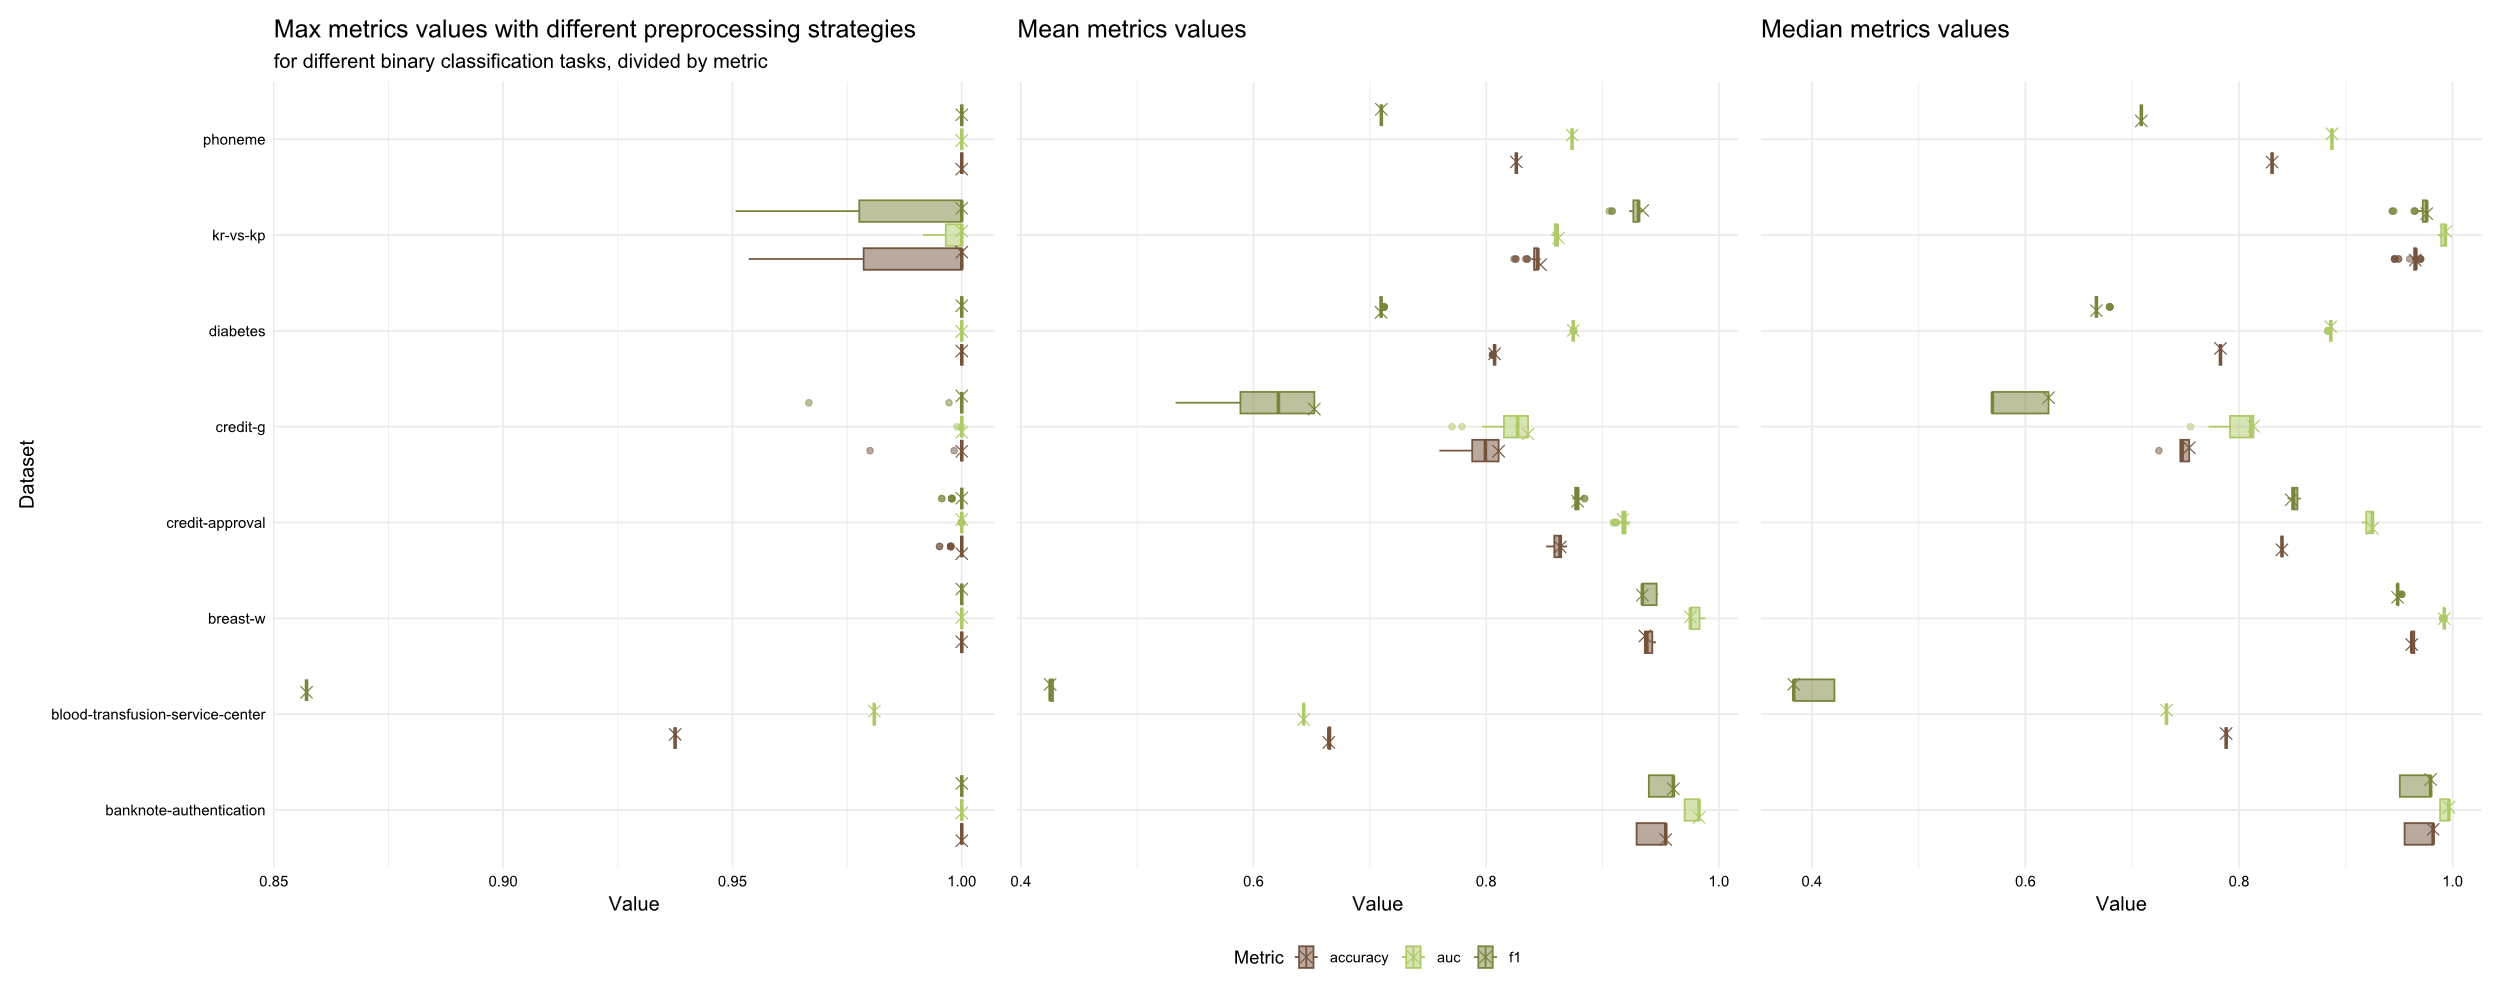 Max metrics values with different preprocessing strategies
for different binary classification tasks, divided by metric
Mean metrics values
Median metrics values
Dataset
phoneme
kr-vs-kp
diabetes
credit-g
credit-approval
breast-w
blood-transfusion-service-center
banknote-authentication
0.85 0.90 0.95 1.00
0.4 0.6 0.8 1.0
0.4 0.6 0.8 1.0
Value
Value
Value
Metric accuracy auc f1